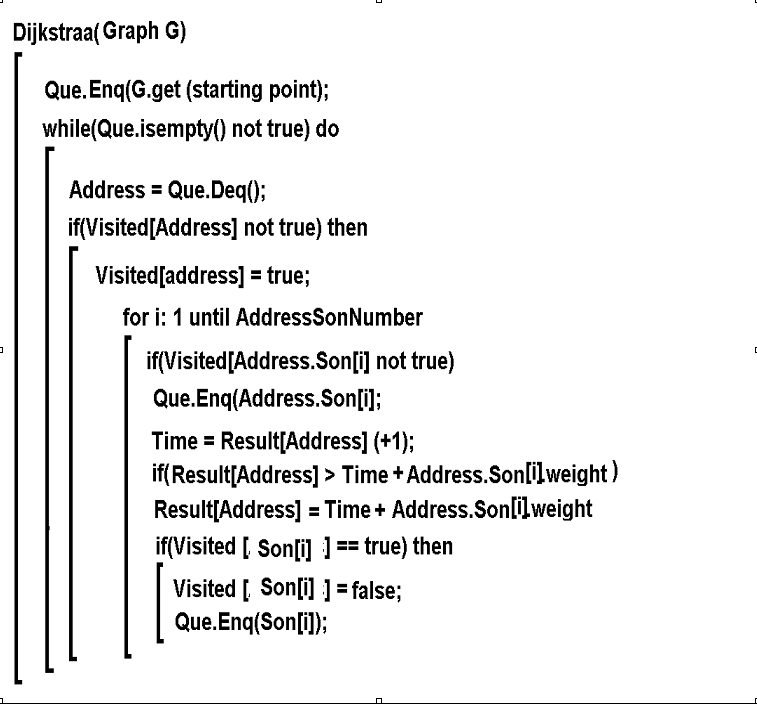 Dijkstraa(Graph G)
Que.Enq(G.get (starting point);
while(Que.isempty() not true) do
Address = Que.Deq();
if(Visited[Address] not true) then
Visited[address] = true;
for i: 1 until AddressSonNumber
if(Visited[Address.Son[i] not true)
Que.Enq(Address.Son[i];
Time = Result[Address] (+1);
if(Result[Address] > Time + Address.Son[i].weight )
Result[Address] = Time + Address.Son[i].weight
if(Visited [ Son[i] ] == true) then
Visited [ Son[i] ] = false;
Que.Enq(Son[i]);